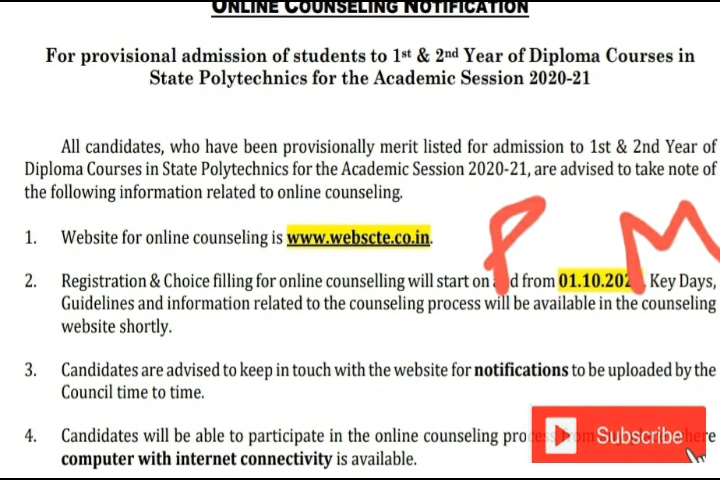 ONLINE COUNSELING NOTIFICATION
For provisional admission of students to 1st & 2nd Year of Diploma Courses in
State Polytechnics for the Academic Session 2020-21
All candidates, who have been provisionally merit listed for admission to 1st & 2nd Year of
Diploma Courses in State Polytechnics for the Academic Session 2020-21, are advised to take note of
the following information related to online counseling.
1. Website for online counseling is www.webscte.co.in.
P M
2. Registration & Choice filling for online counselling will start on from 01.10.202 Key Days,
Guidelines and information related to the counseling process will be available in the counseling
website shortly.
3. Candidates are advised to keep in touch with the website for notifications to be uploaded by the
Council time to time.
4. Candidates will be able to participate in the online counseling
Subscribe
computer with internet connectivity is available.